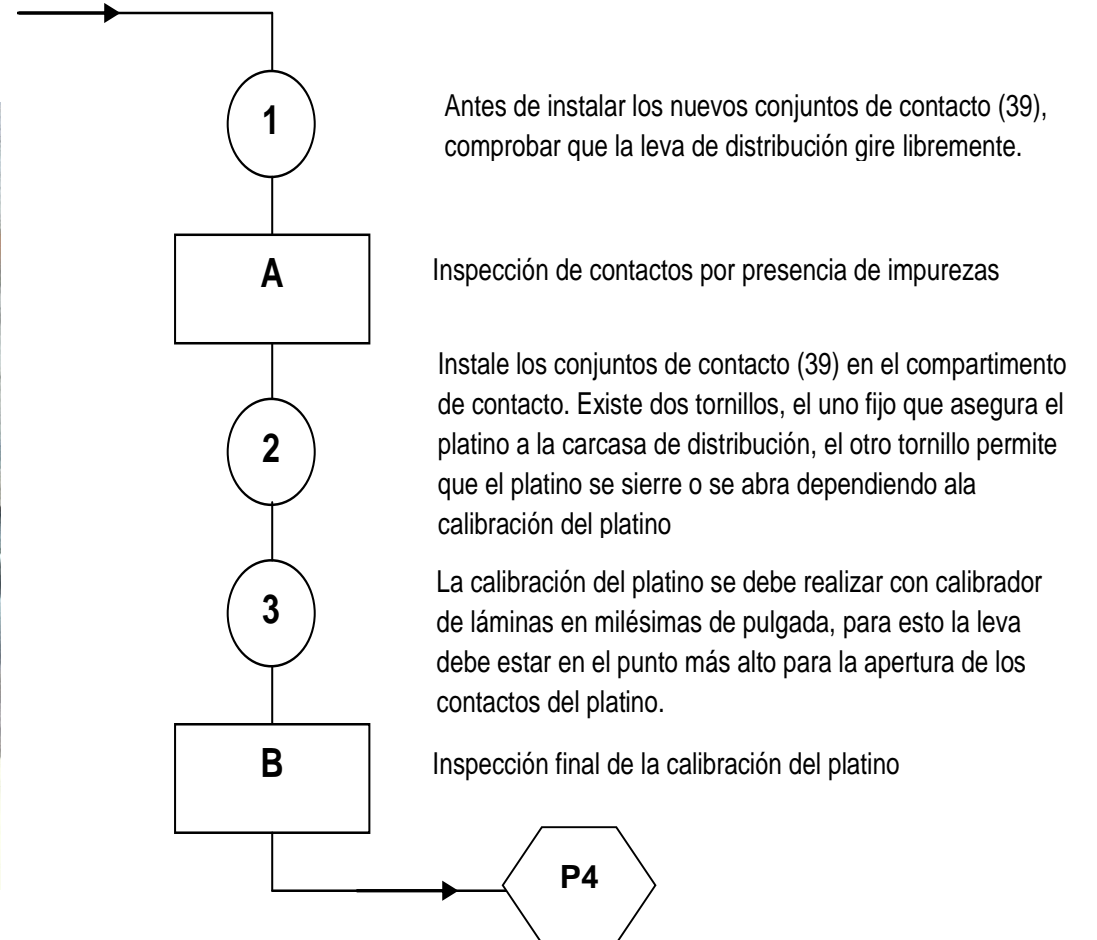 1
Antes de instalar los nuevos conjuntos de contacto (39),
comprobar que la leva de distribución gire libremente.
A
Inspección de contactos por presencia de impurezas
2
Instale los conjuntos de contacto (39) en el compartimento
de contacto. Existe dos tornillos, el uno fijo que asegura el
platino a la carcasa de distribución, el otro tornillo permite
que el platino se sierre o se abra dependiendo ala
calibración del platino
3
La calibración del platino se debe realizar con calibrador
de láminas en milésimas de pulgada, para esto la leva
debe estar en el punto más alto para la apertura de los
contactos del platino.
B
Inspección final de la calibración del platino
P4